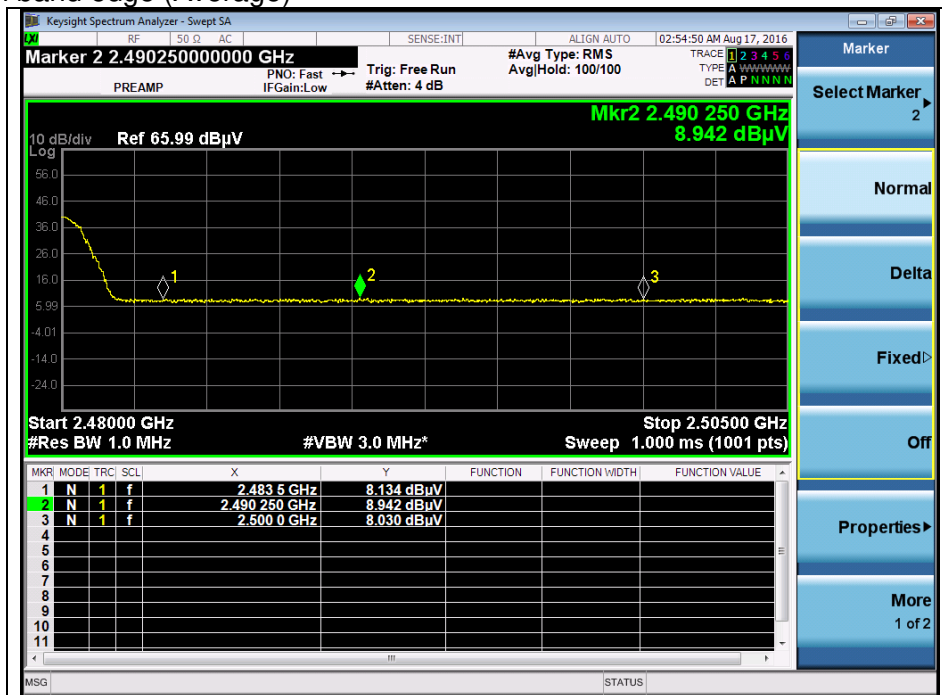 band edge (Average)
Keysight Spectrum Analyzer - Swept SA
LXI RF 50 Ω AC SENSE:INT ALIGN AUTO 02:54:50 AM Aug 17, 2016
Marker 2 2.490250000000 GHz
PREAMP
PNO: Fast
IFGain:Low
Trig: Free Run
#Atten: 4 dB
#Avg Type: RMS
Avg|Hold: 100/100
TRACE 1 2 3 4 5 6
TYPE A WWWWW
DET A P N N N N
Mkr2 2.490 250 GHz
8.942 dBµV
10 dB/div Ref 65.99 dBµV
Log
56.0
46.0
36.0
26.0
16.0
5.99
-4.01
-14.0
-24.0
1
2
3
Start 2.48000 GHz Stop 2.50500 GHz
#Res BW 1.0 MHz #VBW 3.0 MHz* Sweep 1.000 ms (1001 pts)
MKR MODE TRC SCL X Y FUNCTION FUNCTION WIDTH FUNCTION VALUE
1 N 1 f 2.483 5 GHz 8.134 dBµV
2 N 1 f 2.490 250 GHz 8.942 dBµV
3 N 1 f 2.500 0 GHz 8.030 dBµV
4
5
6
7
8
9
10
11
MSG STATUS
Marker
Select Marker
2
Normal
Delta
Fixed
Off
Properties
More
1 of 2